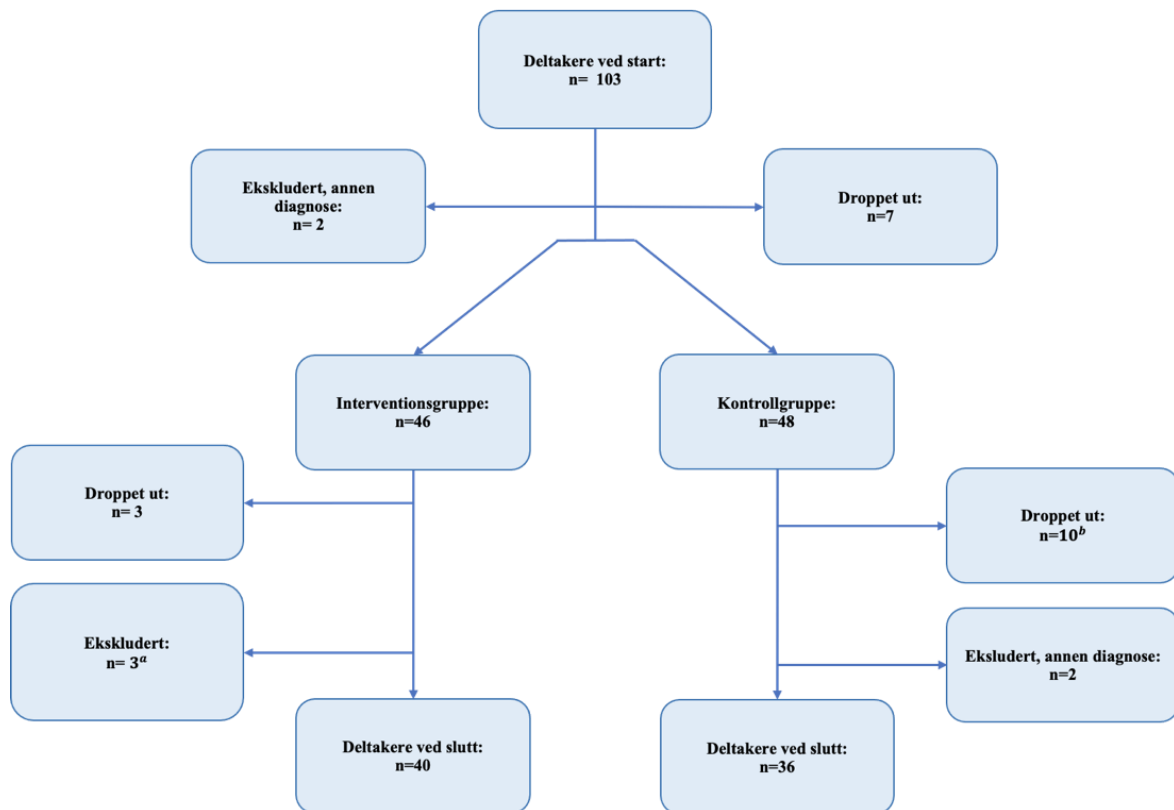 Deltakere ved start:
n= 103
Ekskludert, annen
diagnose:
n= 2
Droppet ut:
n=7
Interventionsgruppe:
n=46
Kontrollgruppe:
n=48
Droppet ut:
n= 3
Droppet ut:
n=10ᵇ
Ekskludert:
n= 3ᵃ
Eksludert, annen diagnose:
n=2
Deltakere ved slutt:
n=40
Deltakere ved slutt:
n=36